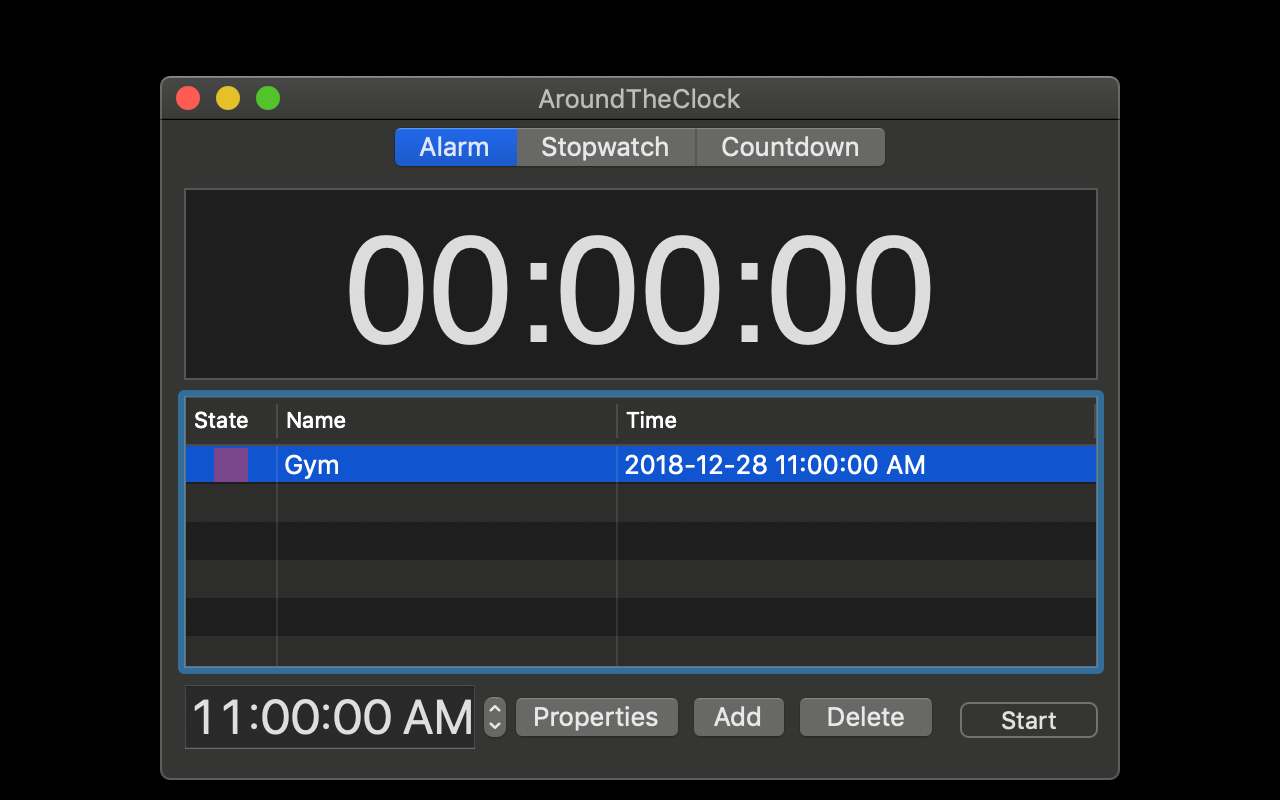 AroundTheClock
Alarm Stopwatch Countdown
00:00:00
State Name Time
Gym 2018-12-28 11:00:00 AM
11:00:00 AM Properties Add Delete Start